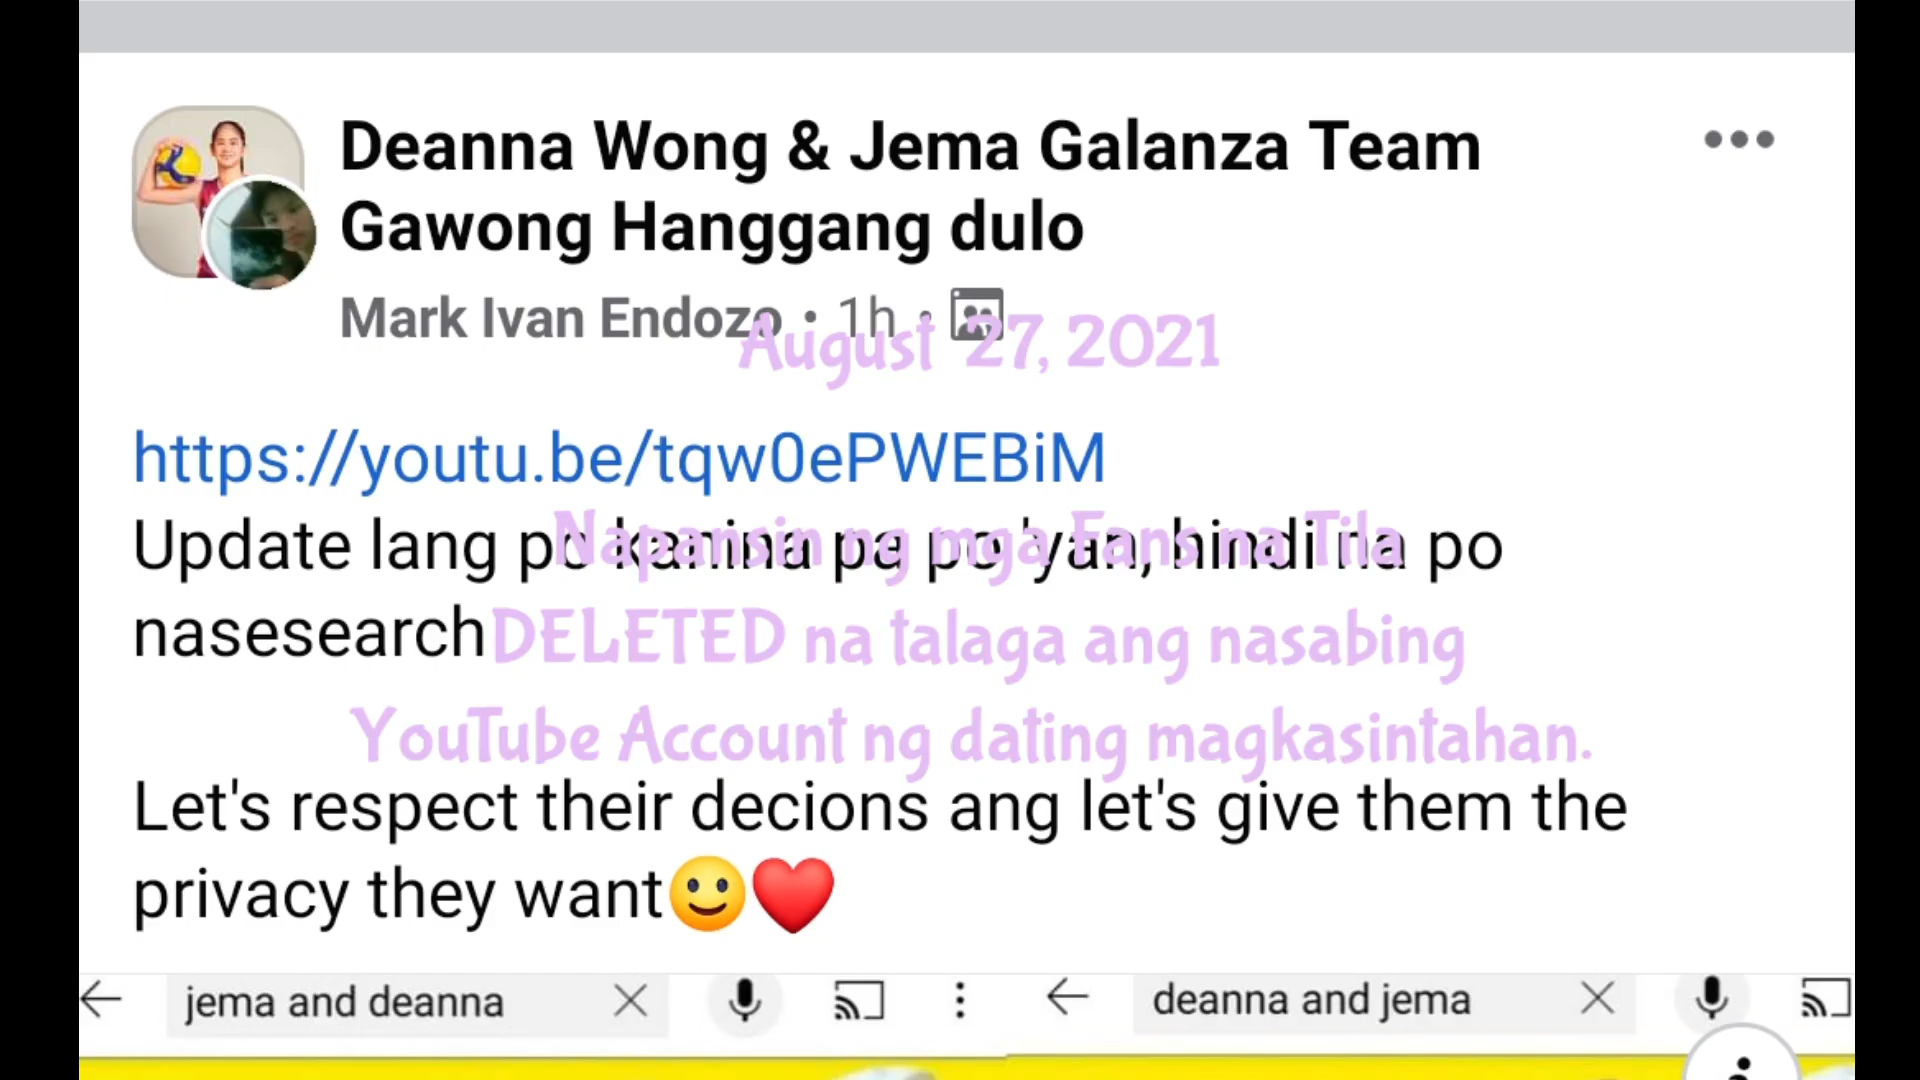 Deanna Wong & Jema Galanza Team
Gawong Hanggang dulo
Mark Ivan Endozo • 1h •
August 27, 2021
https://youtu.be/tqw0ePWEBiM
Update lang po kanina pa po 'yan, hindi na po
Napansin ng mga Fans na Tila
nasesearch
DELETED na talaga ang nasabing
YouTube Account ng dating magkasintahan.
Let's respect their decions ang let's give them the
privacy they want🙂❤️
jema and deanna
deanna and jema